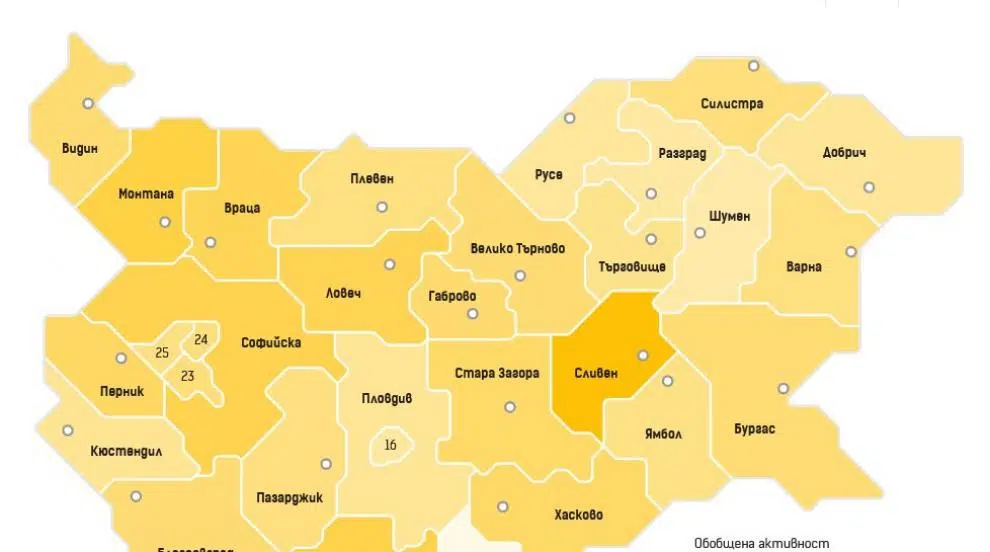 Силистра
Видин
Разград
Добрич
Русе
Плевен
Монтана
Враца
Шумен
Велико Търново
Търговище
Варна
Ловеч
Габрово
24
Софийска
25
23
Стара Загора
Сливен
Перник
Пловдив
Бургас
Ямбол
16
Кюстендил
Пазарджик
Хасково
Обобщена активност
Благоевград